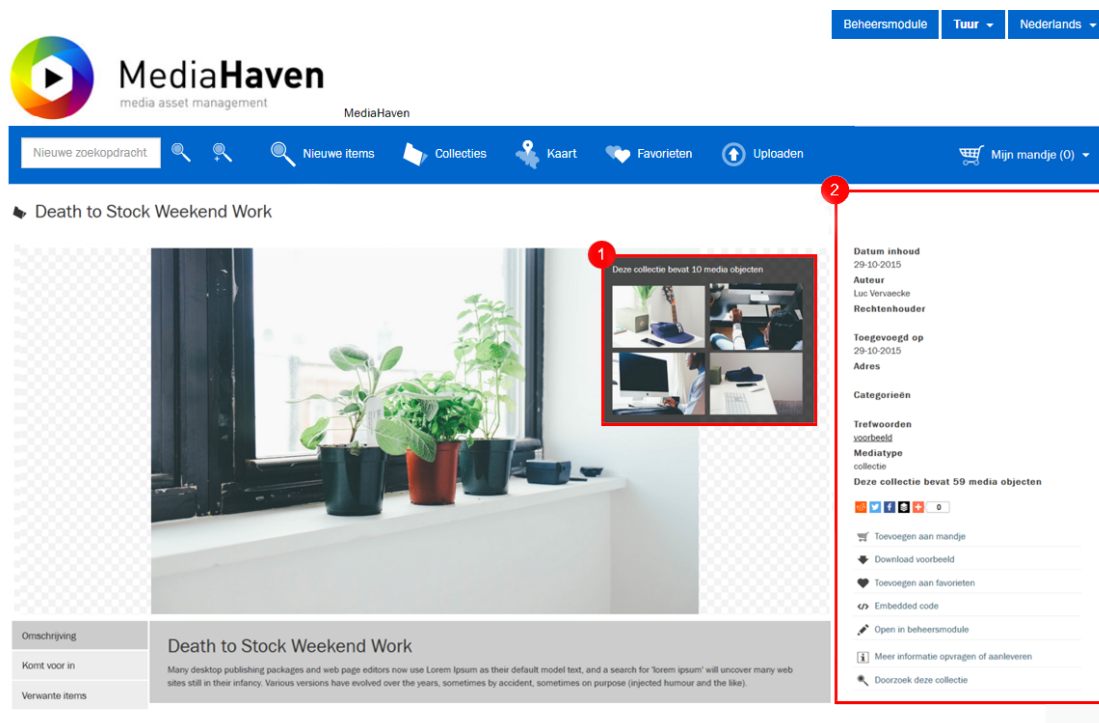 Beheersmodule
Tuur
Nederlands
MediaHaven
media asset management
MediaHaven
Nieuwe zoekopdracht
Nieuwe items
Collecties
Kaart
Favorieten
Uploaden
Mijn mandje (0)
2
Death to Stock Weekend Work
1
Deze collectie bevat 10 media objecten
Datum inhoud
29-10-2015
Auteur
Luc Vervaecke
Rechtenhouder
Toegevoegd op
29-10-2015
Adres
Categorieën
Trefwoorden
voorbeeld
Mediatype
collectie
Deze collectie bevat 59 media objecten
0
Toevoegen aan mandje
Download voorbeeld
Toevoegen aan favorieten
Embedded code
Open in beheersmodule
Meer informatie opvragen of aanleveren
Doorzoek deze collectie
Omschrijving
Komt voor in
Verwante items
Death to Stock Weekend Work
Many desktop publishing packages and web page editors now use Lorem Ipsum as their default model text, and a search for 'lorem ipsum' will uncover many web
sites still in their infancy. Various versions have evolved over the years, sometimes by accident, sometimes on purpose (injected humour and the like).